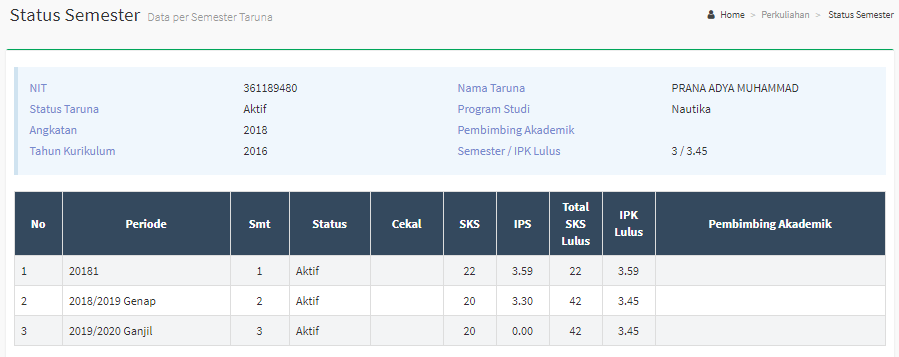 Status Semester Data per Semester Taruna
Home > Perkuliahan > Status Semester
NIT 361189480 Nama Taruna PRANA ADYA MUHAMMAD
Status Taruna Aktif Program Studi Nautika
Angkatan 2018 Pembimbing Akademik
Tahun Kurikulum 2016 Semester / IPK Lulus 3 / 3.45
No Periode Smt Status Cekal SKS IPS Total SKS Lulus IPK Lulus Pembimbing Akademik
1 20181 1 Aktif 22 3.59 22 3.59
2 2018/2019 Genap 2 Aktif 20 3.30 42 3.45
3 2019/2020 Ganjil 3 Aktif 20 0.00 42 3.45